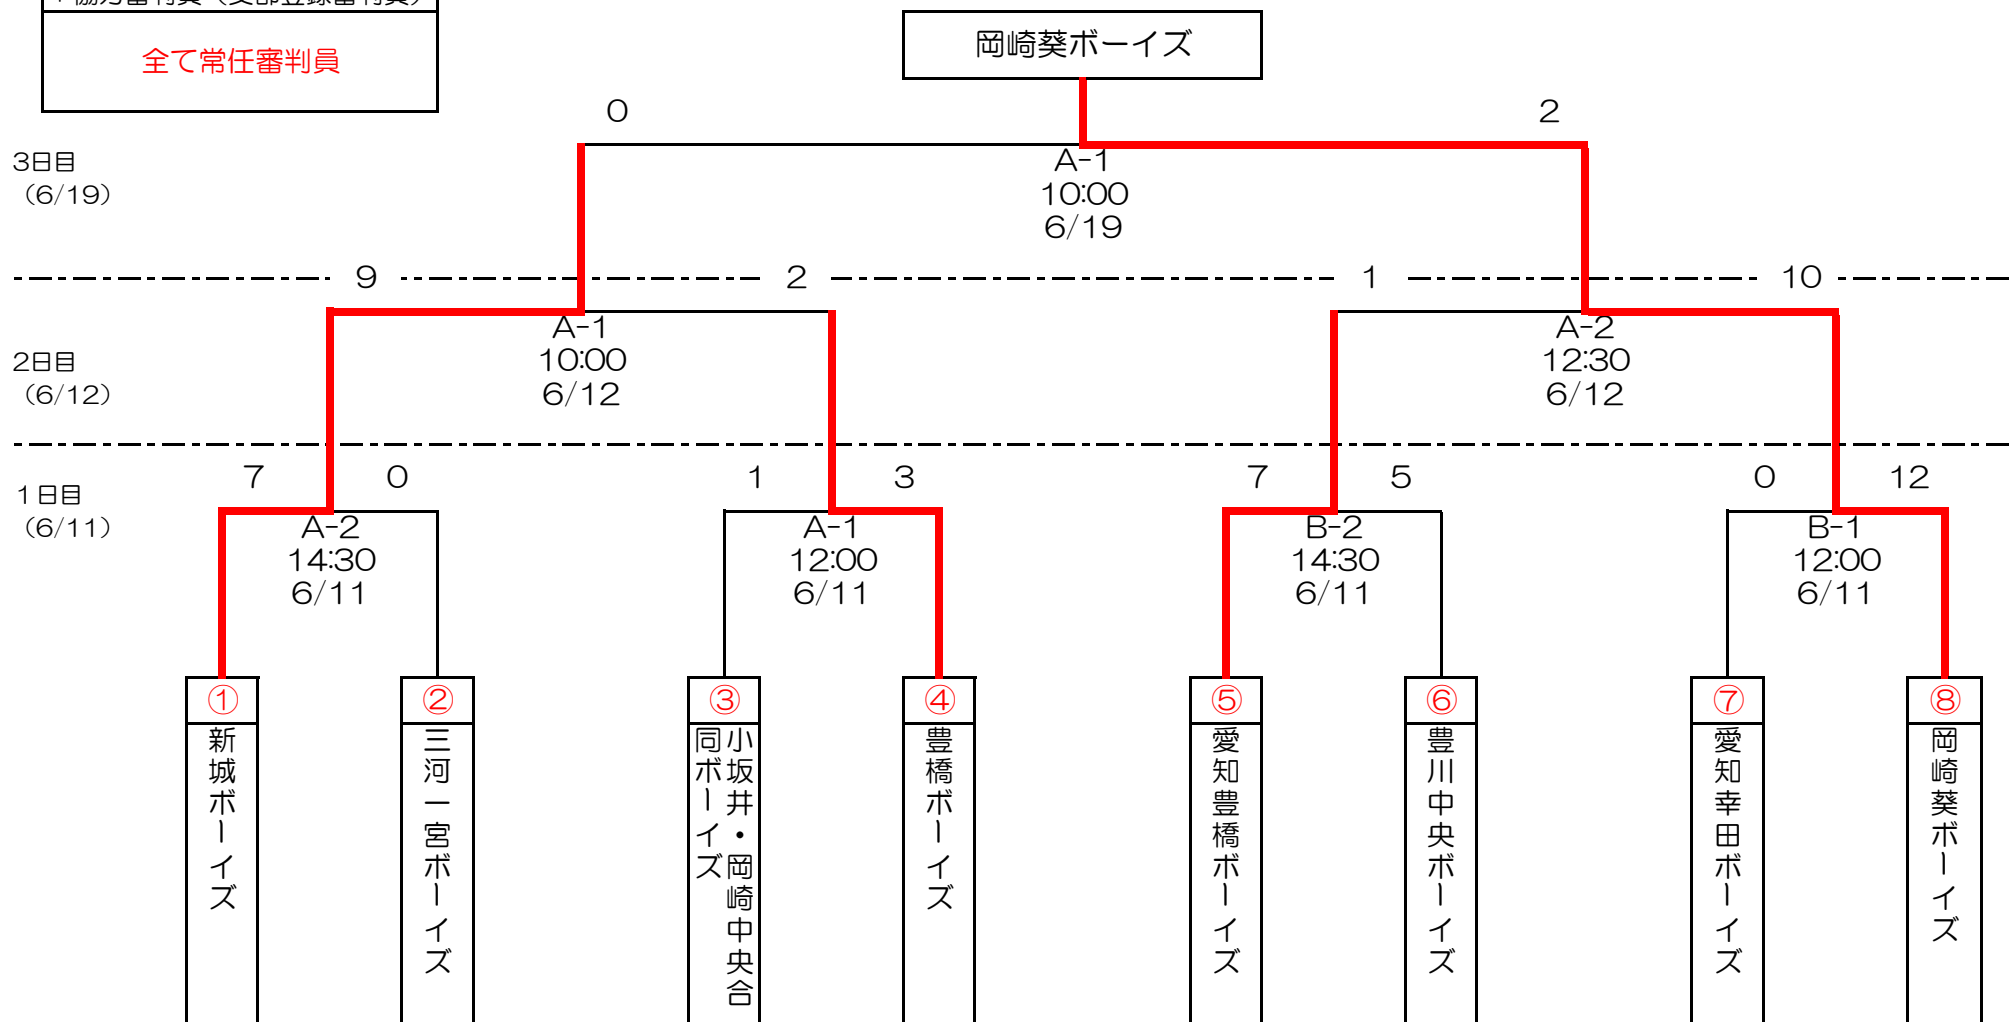 全て常任審判員
岡崎葵ボーイズ
0
2
3日目
（6/19）
A-1
10:00
6/19
9
2
1
10
2日目
（6/12）
A-1
10:00
6/12
A-2
12:30
6/12
7
0
1
3
7
5
0
12
1日目
（6/11）
A-2
14:30
6/11
A-1
12:00
6/11
B-2
14:30
6/11
B-1
12:00
6/11
①
新城ボーイズ
②
三河一宮ボーイズ
③
小坂井・岡崎中央合
同ボーイズ
④
豊橋ボーイズ
⑤
愛知豊橋ボーイズ
⑥
豊川中央ボーイズ
⑦
愛知幸田ボーイズ
⑧
岡崎葵ボーイズ